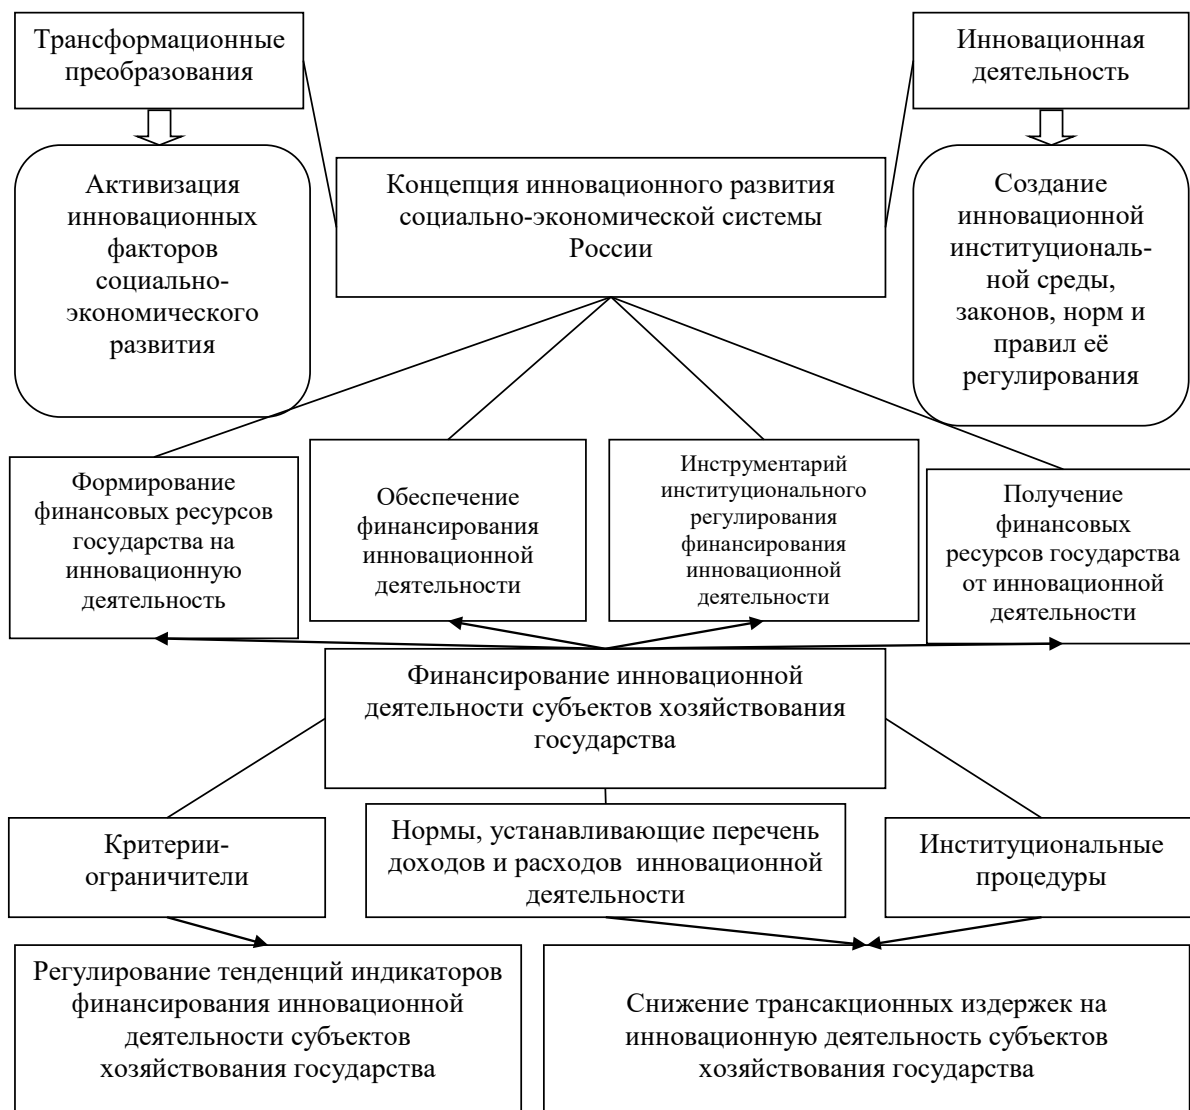 Трансформационные
преобразования
Инновационная
деятельность
Активизация
инновационных
факторов
социально-
экономического
развития
Концепция инновационного развития
социально-экономической системы
России
Создание
инновационной
институциональ-
ной среды,
законов, норм и
правил её
регулирования
Формирование
финансовых ресурсов
государства на
инновационную
деятельность
Обеспечение
финансирования
инновационной
деятельности
Инструментарий
институционального
регулирования
финансирования
инновационной
деятельности
Получение
финансовых
ресурсов государства
от инновационной
деятельности
Финансирование инновационной
деятельности субъектов хозяйствования
государства
Критерии-
ограничители
Нормы, устанавливающие перечень
доходов и расходов инновационной
деятельности
Институциональные
процедуры
Регулирование тенденций индикаторов
финансирования инновационной
деятельности субъектов
хозяйствования государства
Снижение трансакционных издержек на
инновационную деятельность субъектов
хозяйствования государства